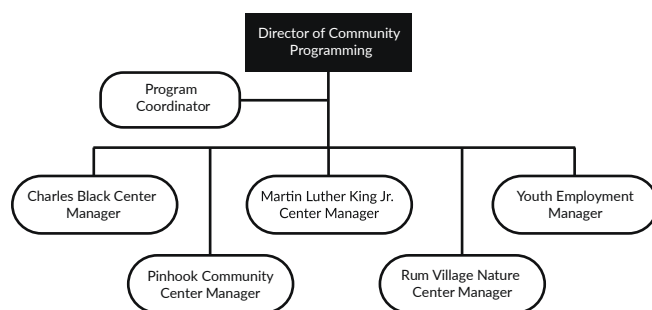 Director of Community
Programming
Program
Coordinator
Charles Black Center
Manager
Martin Luther King Jr.
Center Manager
Youth Employment
Manager
Pinhook Community
Center Manager
Rum Village Nature
Center Manager